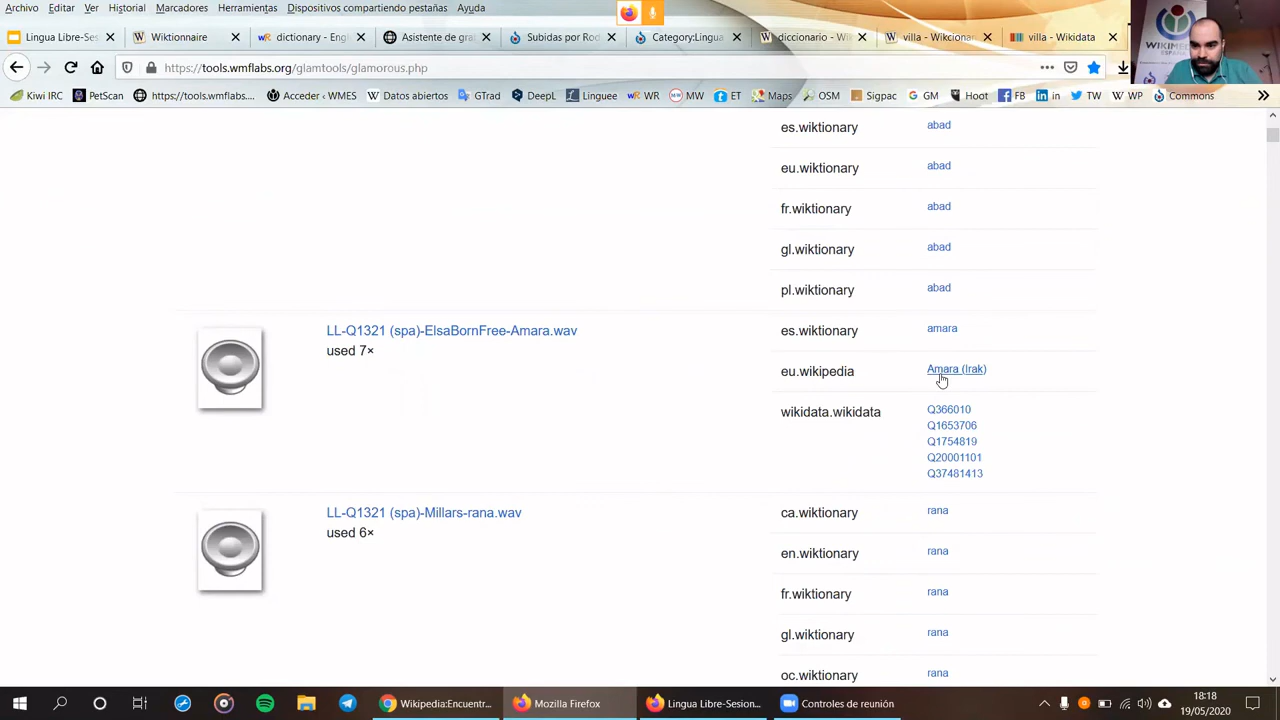 Archivo Editar Ver Historial Marcadores Herramientas Dispositivos compartiendo pestañas Ayuda
Lingua Libre-Ses
Wiktionnaire
dictionary - Engl
Asistente de gra
Subidas por Rod
Category:Lingua
diccionario - Wik
villa - Wikcionar
villa - Wikidata
WIKIMEDIA
ESPAÑA
https://tools.wmflabs.org/glamtools/glamorous.php
Kiwi IRC PetScan https://tools.wmflabs.o... Acceder WMES Datos abiertos GTrad DeepL Linguee WR MW ET Maps OSM Sigpac GM Hoot FB in TW WP Commons
es.wiktionary abad
eu.wiktionary abad
fr.wiktionary abad
gl.wiktionary abad
pl.wiktionary abad
LL-Q1321 (spa)-ElsaBornFree-Amara.wav
used 7×
es.wiktionary amara
eu.wikipedia Amara (Irak)
wikidata.wikidata Q366010
Q1653706
Q1754819
Q20001101
Q37481413
LL-Q1321 (spa)-Millars-rana.wav
used 6×
ca.wiktionary rana
en.wiktionary rana
fr.wiktionary rana
gl.wiktionary rana
oc.wiktionary rana
Wikipedia:Encuentr...
Mozilla Firefox
Lingua Libre-Sesion...
Controles de reunión
18:18
19/05/2020